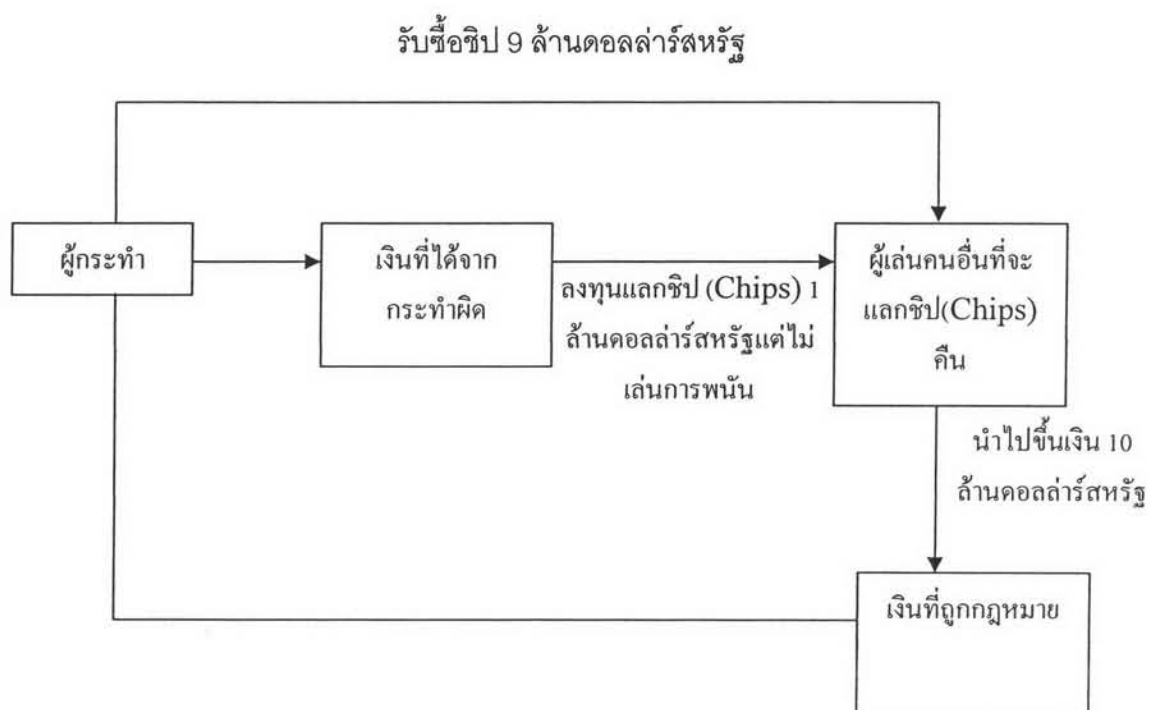 รับซื้อชิป 9 ล้านดอลล่าร์สหรัฐ
ผู้กระทำ
เงินที่ได้จาก
กระทำผิด
ลงทุนแลกชิป (Chips) 1
ล้านดอลล่าร์สหรัฐแต่ไม่
เล่นการพนัน
ผู้เล่นคนอื่นที่จะ
แลกชิป(Chips)
คืน
นำไปขึ้นเงิน 10
ล้านดอลล่าร์สหรัฐ
เงินที่ถูกกฎหมาย